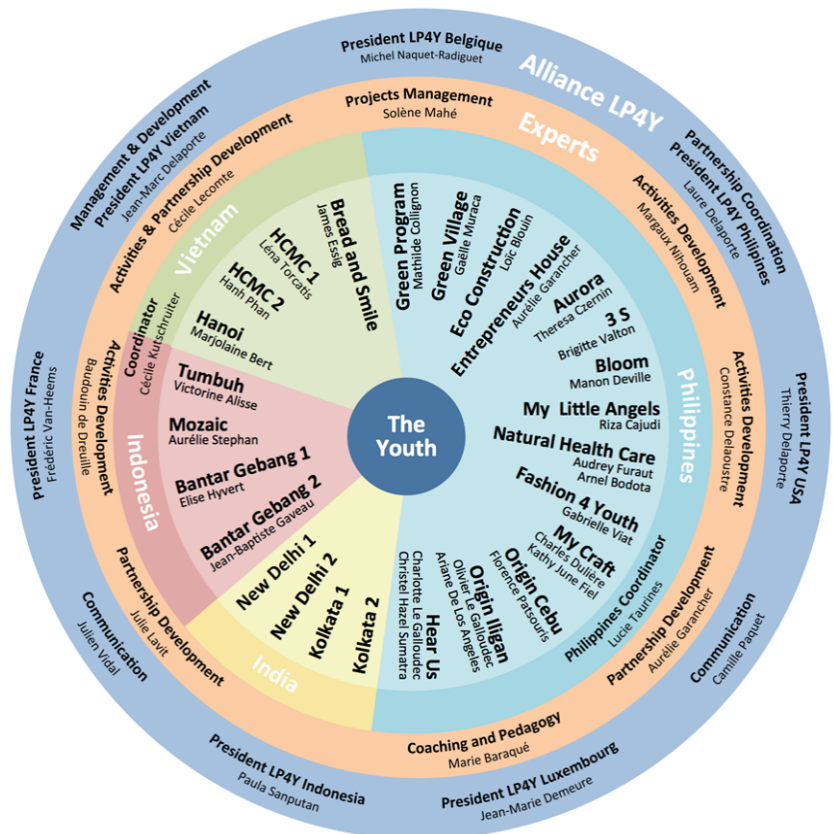 President LP4Y Belgique
Michel Naquet-Radiguet
Alliance LP4Y
Partnership Coordination
President LP4Y Philipines
Laure Delaporte
President LP4Y USA
Thierry Delaporte
Communication
Camille Paquet
President LP4Y Luxembourg
Jean-Marie Demeure
President LP4Y Indonesia
Paula Sanputan
Communication
Julien Vidal
President LP4Y France
Frédéric Van-Heems
Management & Development
President LP4Y Vietnam
Jean-Marc Delaporte
Projects Management
Solène Mahé
Experts
Activities Development
Margaux Nihouarn
Activities Development
Constance Delaoustre
Partnership Development
Aurélie Garancher
Coaching and Pedagogy
Marie Baraqué
Partnership Development
Julie Lavit
Activities Development
Baudouin de Dreuille
Activities & Partnership Development
Cécile Lecomte
Vietnam
Coordinator
Cécile Kutschruiter
Bread and Smile
James Essig
HCMC 1
Léna Torcatis
HCMC 2
Hanh Phan
Hanoi
Marjolaine Bert
Indonesia
Tumbuh
Victorine Alisse
Mozaic
Aurélie Stephan
Bantar Gebang 1
Elise Hyvert
Bantar Gebang 2
Jean-Baptiste Gaveau
India
New Delhi 1
New Delhi 2
Kolkata 1
Kolkata 2
Philippines
Philippines Coordinator
Lucie Taurines
Green Program
Mathilde Collignon
Green Village
Gaëlle Muraca
Eco Construction
Loïc Blouin
Entrepreneurs House
Aurélie Garancher
Aurora
Theresa Czernin
3 S
Brigitte Valton
Bloom
Manon Deville
My Little Angels
Riza Cajudi
Natural Health Care
Audrey Furaut
Arnel Bodota
Fashion 4 Youth
Gabrielle Viat
My Craft
Charles Dulière
Kathy June Fiel
Origin Cebu
Florence Patsouris
Origin Iligan
Olivier Le Galloudec
Ariane De Los Angeles
Hear Us
Charlotte Le Galloudec
Christel Hazel Sumatra
The
Youth